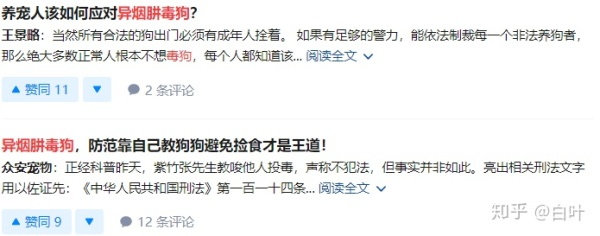 养宠人该如何应对异烟肼毒狗?
王景略：当然所有合法的狗出门必须有成年人拴着。 如果有足够的警力，能依法制裁每一个非法养狗者，
那么绝大多数正常人根本不想毒狗，每个人都知道该... 阅读全文
赞同 11 2 条评论
异烟肼毒狗，防范靠自己教狗狗避免捡食才是王道！
众安宠物：正经科普昨天，紫竹张先生教唆他人投毒，声称不犯法，但事实并非如此。亮出相关刑法文字
用以佐证先：《中华人民共和国刑法》第一百一十四条... 阅读全文
赞同 9 12 条评论
知乎 @白叶